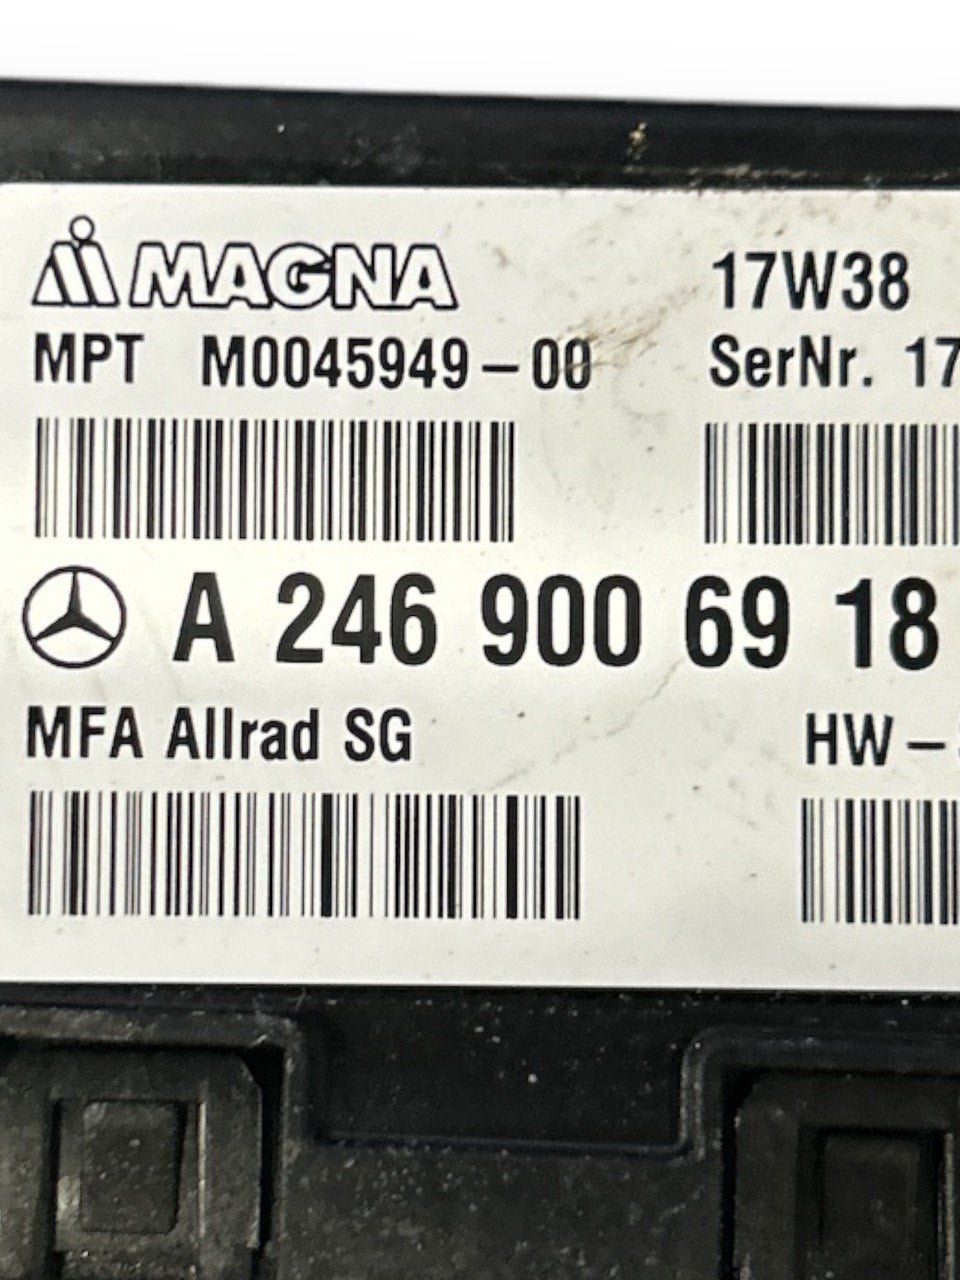 MAGNA 17W38
MPT M0045949-00 SerNr. 17
A 246 900 69 18
MFA Allrad SG HW-